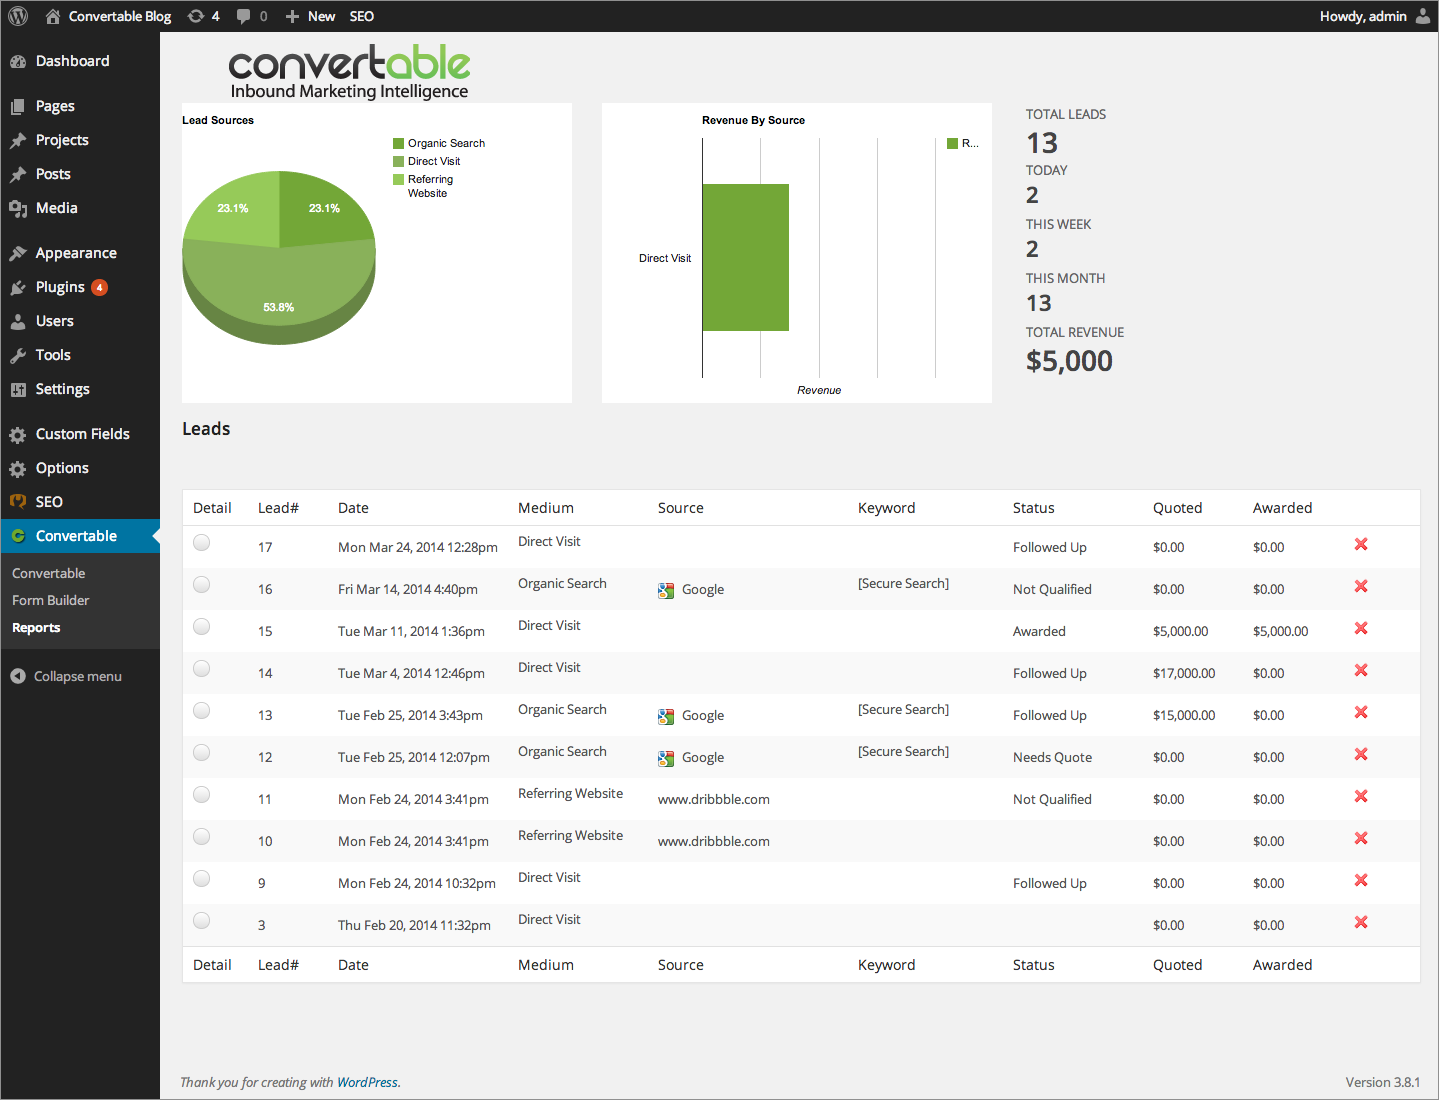 Convertable Blog 4 0 New SEO Howdy, admin
Dashboard
Pages
Projects
Posts
Media
Appearance
Plugins 4
Users
Tools
Settings
Custom Fields
Options
SEO
Convertable
Convertable
Form Builder
Reports
Collapse menu
convertable
Inbound Marketing Intelligence
Lead Sources
Organic Search
Direct Visit
Referring
Website
23.1% 23.1%
53.8%
Revenue By Source
R...
Direct Visit
Revenue
TOTAL LEADS
13
TODAY
2
THIS WEEK
2
THIS MONTH
13
TOTAL REVENUE
$5,000
Leads
Detail Lead# Date Medium Source Keyword Status Quoted Awarded
17 Mon Mar 24, 2014 12:28pm Direct Visit Followed Up $0.00 $0.00
16 Fri Mar 14, 2014 4:40pm Organic Search Google [Secure Search] Not Qualified $0.00 $0.00
15 Tue Mar 11, 2014 1:36pm Direct Visit Awarded $5,000.00 $5,000.00
14 Tue Mar 4, 2014 12:46pm Direct Visit Followed Up $17,000.00 $0.00
13 Tue Feb 25, 2014 3:43pm Organic Search Google [Secure Search] Followed Up $15,000.00 $0.00
12 Tue Feb 25, 2014 12:07pm Organic Search Google [Secure Search] Needs Quote $0.00 $0.00
11 Mon Feb 24, 2014 3:41pm Referring Website www.dribbble.com Not Qualified $0.00 $0.00
10 Mon Feb 24, 2014 3:41pm Referring Website www.dribbble.com $0.00 $0.00
9 Mon Feb 24, 2014 10:32pm Direct Visit Followed Up $0.00 $0.00
3 Thu Feb 20, 2014 11:32pm Direct Visit $0.00 $0.00
Detail Lead# Date Medium Source Keyword Status Quoted Awarded
Thank you for creating with WordPress. Version 3.8.1